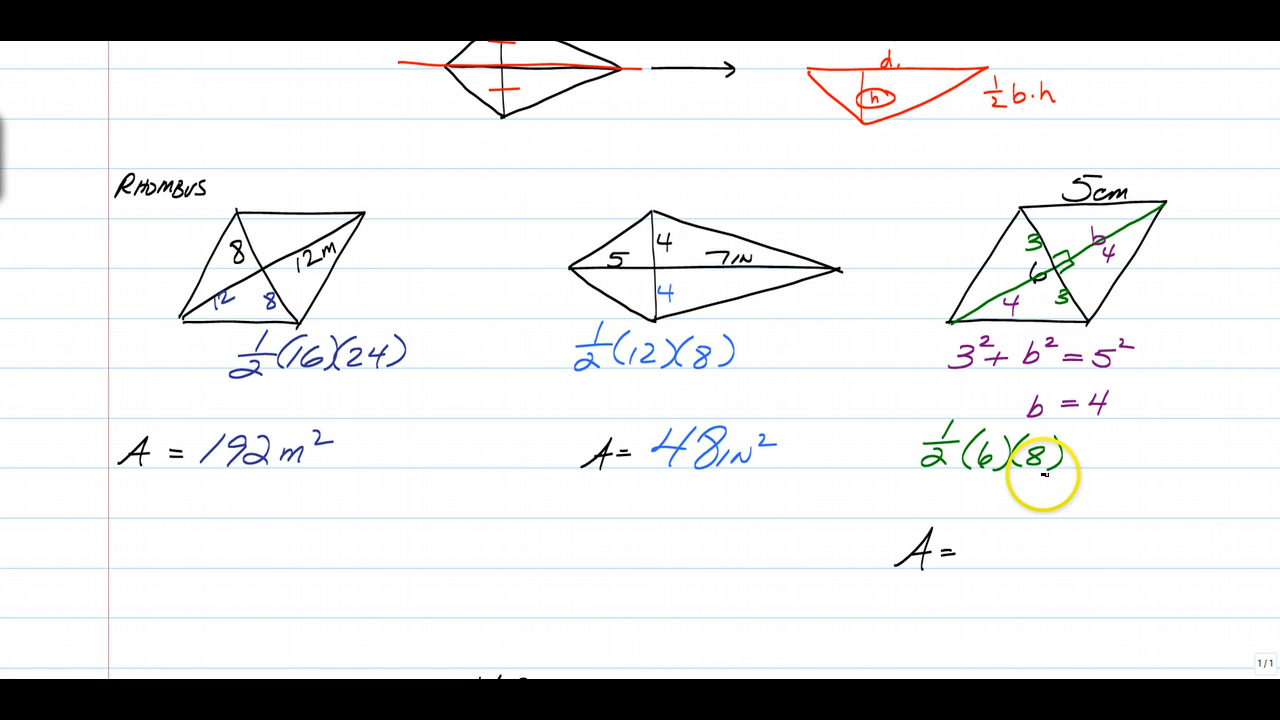 d,
h
½ b·h
RHOMBUS
8
12m
12
8
½(16)(24)
A = 192m²
5
4
7IN
4
½(12)(8)
A = 48IN²
5cm
3
b
4
6
4
3
3² + b² = 5²
b = 4
½(6)(8)
A =
1/1